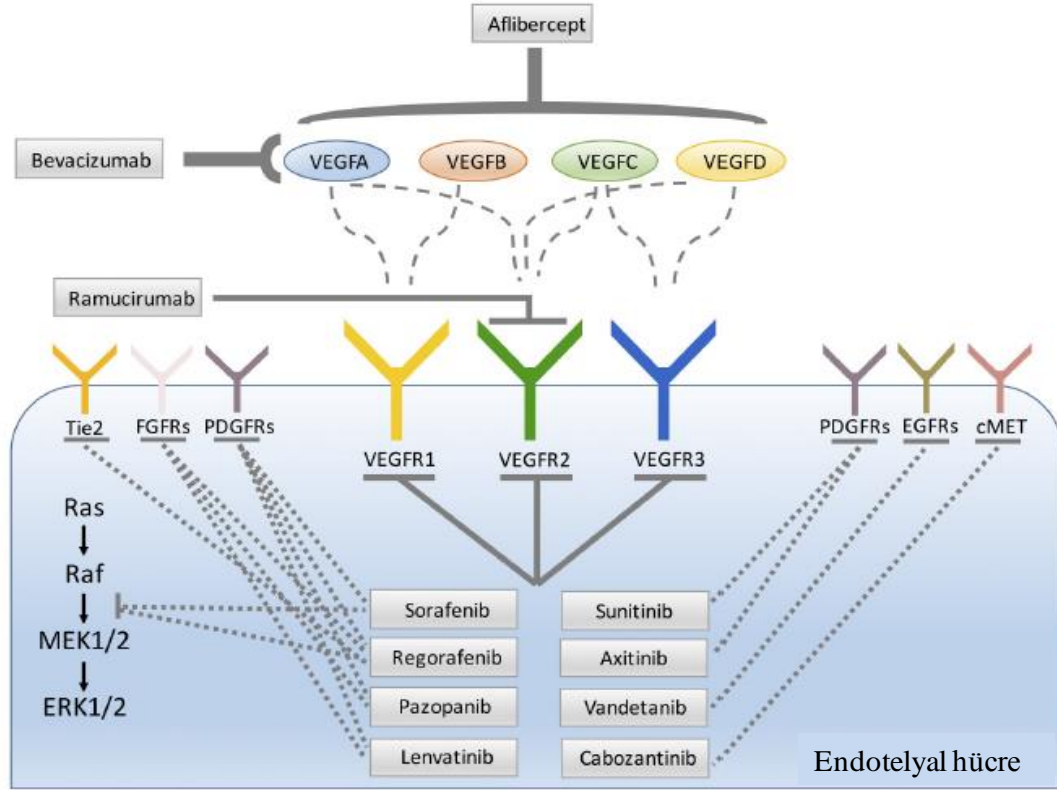 Aflibercept
Bevacizumab
VEGFA
VEGFB
VEGFC
VEGFD
Ramucirumab
Tie2
FGFRs
PDGFRs
VEGFR1
VEGFR2
VEGFR3
PDGFRs
EGFRs
cMET
Ras
Raf
MEK1/2
ERK1/2
Sorafenib
Sunitinib
Regorafenib
Axitinib
Pazopanib
Vandetanib
Lenvatinib
Cabozantinib
Endotelyal hücre